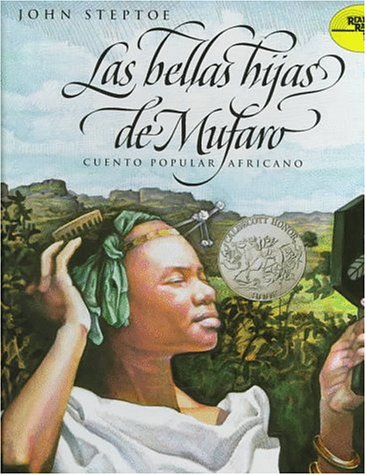 JOHN STEPTOE
Las bellas hijas
de Mufaro
CUENTO POPULAR AFRICANO
CALDECOTT HONOR